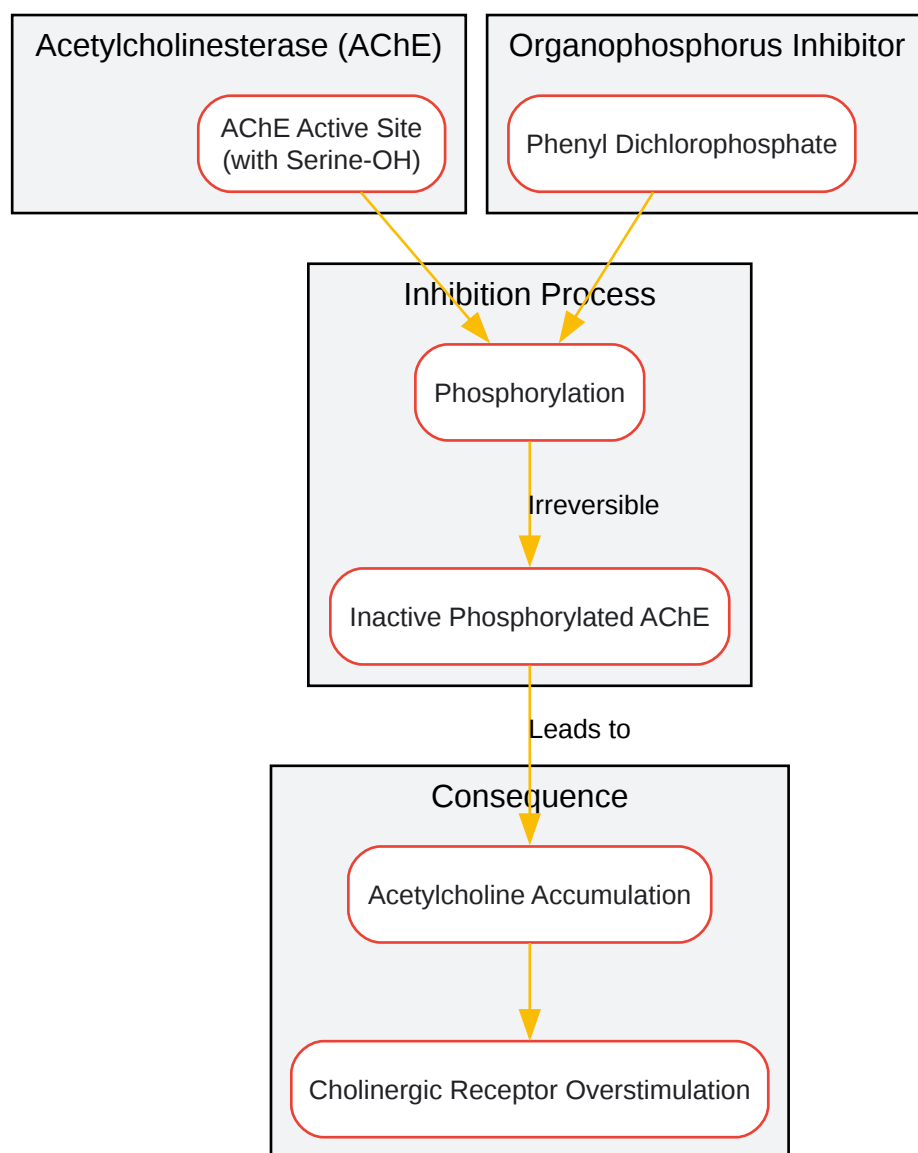 Acetylcholinesterase (AChE)
Organophosphorus Inhibitor
AChE Active Site
(with Serine-OH)
Phenyl Dichlorophosphate
Inhibition Process
Phosphorylation
Irreversible
Inactive Phosphorylated AChE
Leads to
Consequence
Acetylcholine Accumulation
Cholinergic Receptor Overstimulation